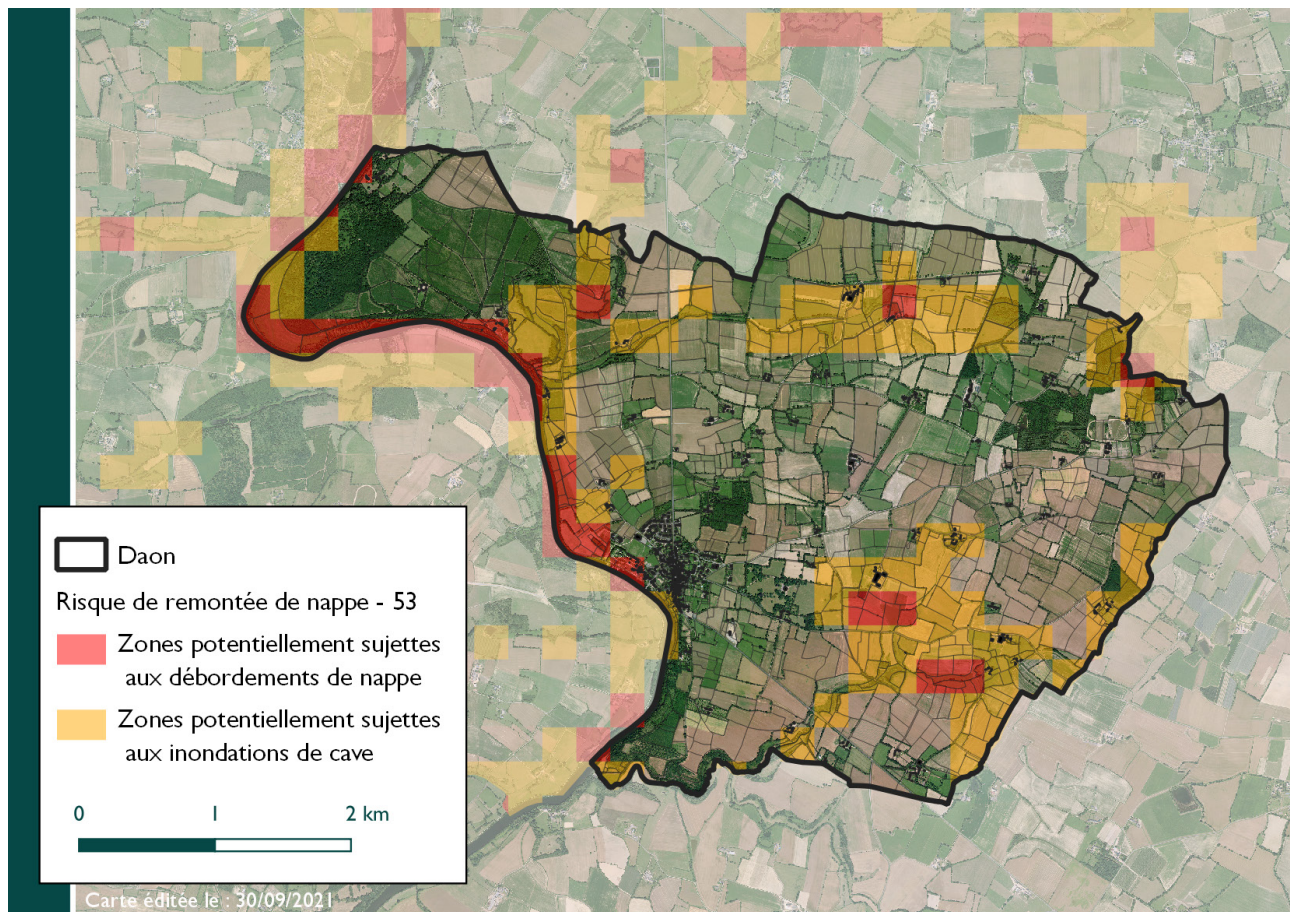 Daon
Risque de remontée de nappe - 53
Zones potentiellement sujettes
aux débordements de nappe
Zones potentiellement sujettes
aux inondations de cave
0 1 2 km
Carte éditée le : 30/09/2021